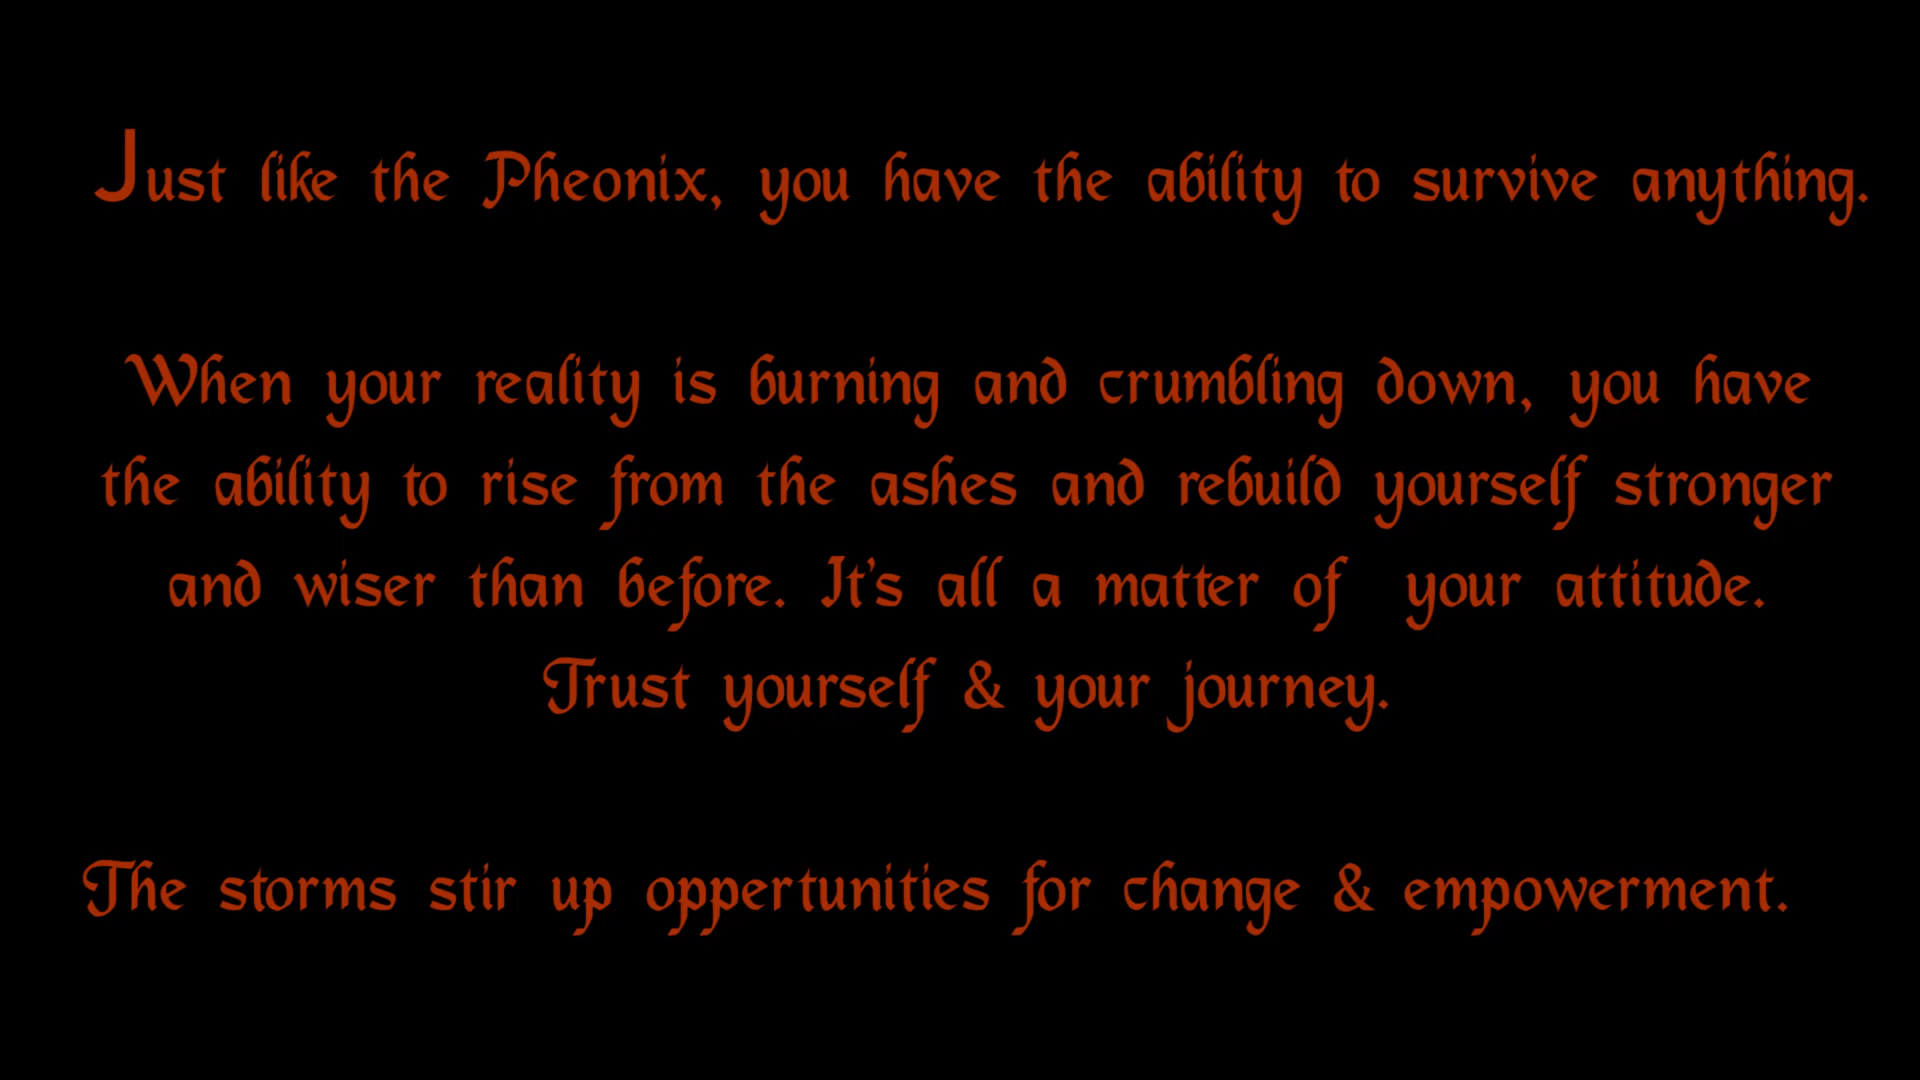 Just like the Pheonix, you have the ability to survive anything.
When your reality is burning and crumbling down, you have
the ability to rise from the ashes and rebuild yourself stronger
and wiser than before. It's all a matter of your attitude.
Trust yourself & your journey.
The storms stir up oppertunities for change & empowerment.